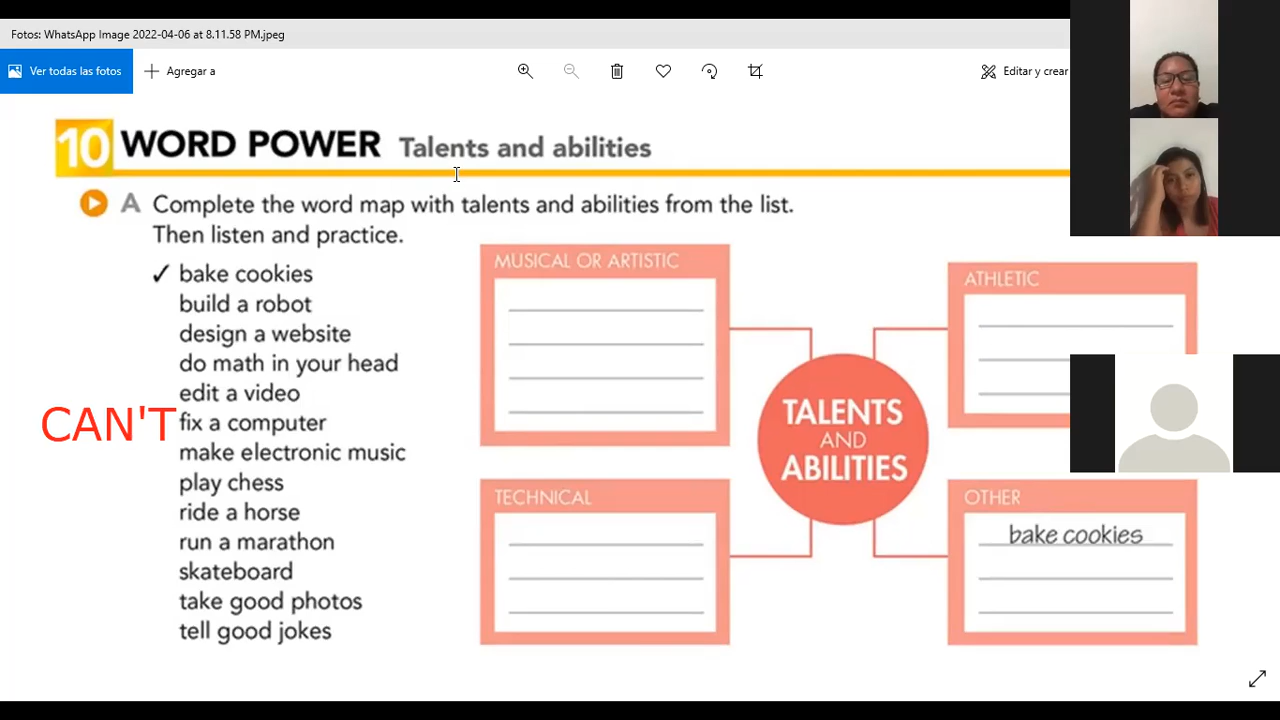 Fotos: WhatsApp Image 2022-04-06 at 8.11.58 PM.jpeg
Ver todas las fotos
Agregar a
Editar y crear
10 WORD POWER Talents and abilities
A Complete the word map with talents and abilities from the list.
Then listen and practice.
✓ bake cookies
build a robot
design a website
do math in your head
edit a video
CAN'T
fix a computer
make electronic music
play chess
ride a horse
run a marathon
skateboard
take good photos
tell good jokes
MUSICAL OR ARTISTIC
ATHLETIC
TALENTS
AND
ABILITIES
TECHNICAL
OTHER
bake cookies